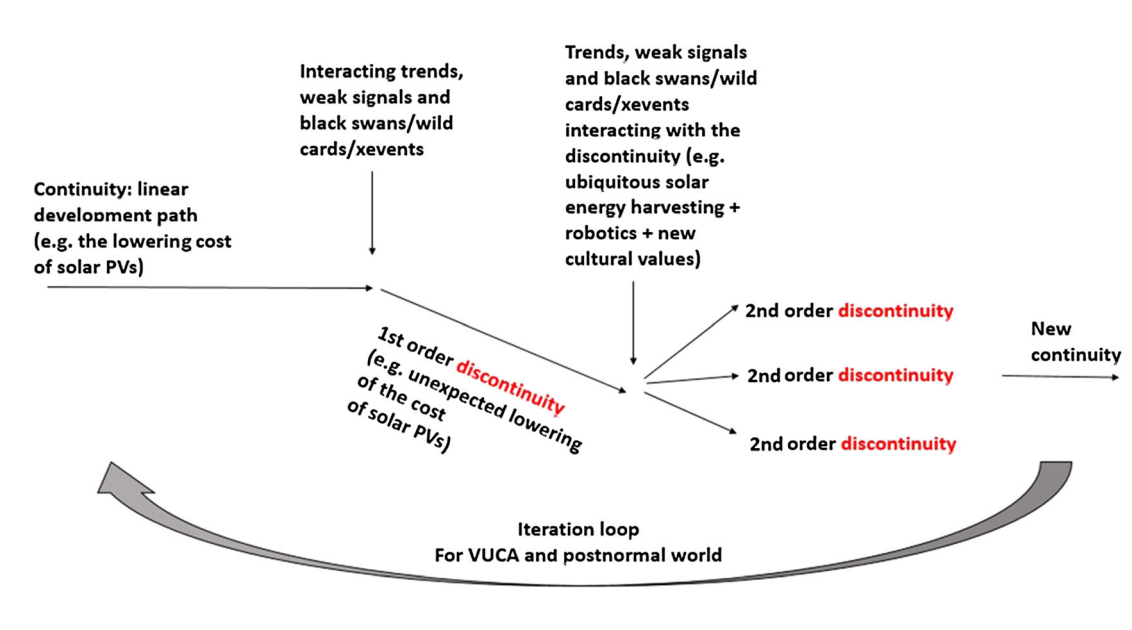 Trends, weak signals
and black swans/wild
cards/xevents
interacting with the
discontinuity (e.g.
ubiquitous solar
energy harvesting +
robotics + new
cultural values)
Interacting trends,
weak signals and
black swans/wild
cards/xevents
Continuity: linear
development path
(e.g. the lowering cost
of solar PVs)
1st order discontinuity
(e.g. unexpected lowering
of the cost
of solar PVs)
2nd order discontinuity
2nd order discontinuity
2nd order discontinuity
New
continuity
Iteration loop
For VUCA and postnormal world